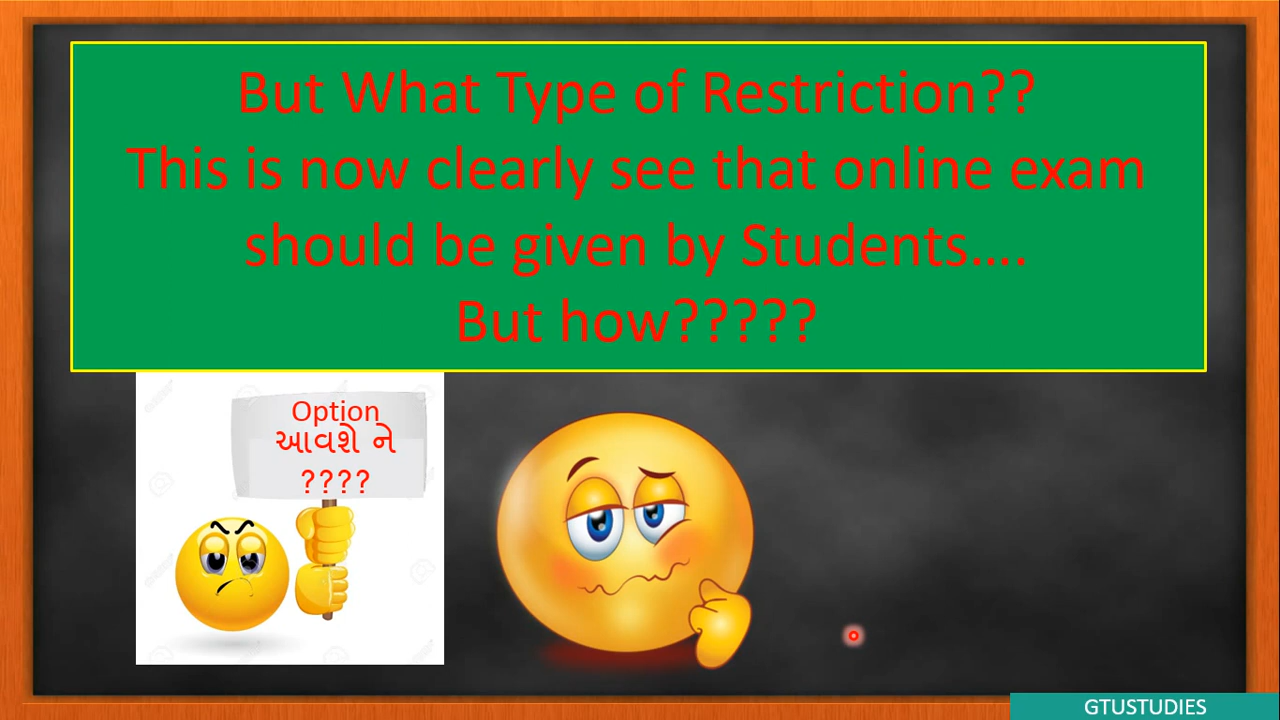 But What Type of Restriction??
This is now clearly see that online exam
should be given by Students....
But how?????
Option
આવશે ને
????
GTUSTUDIES